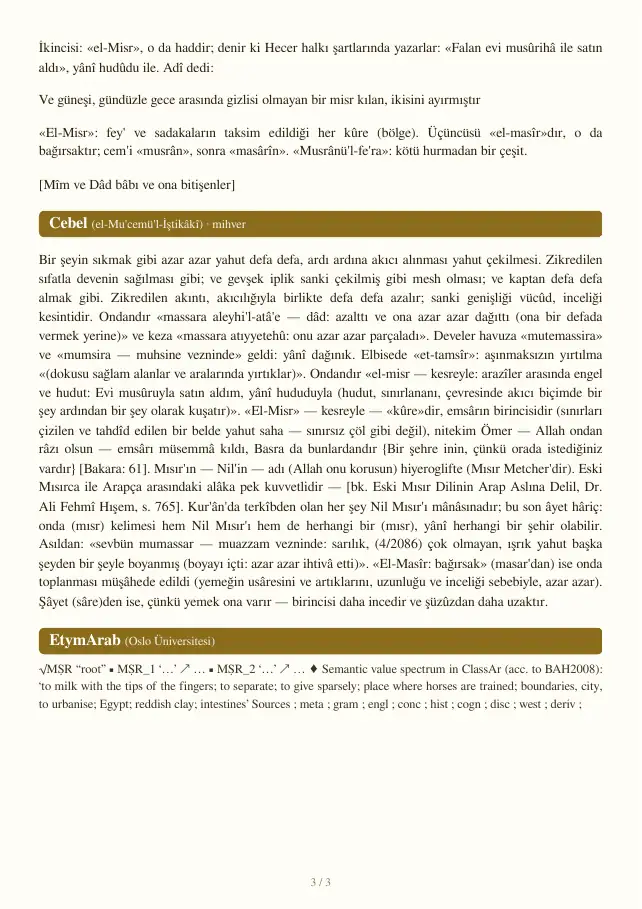 İkincisi: «el-Misr», o da haddir; denir ki Hecer halkı şartlarında yazarlar: «Falan evi musûrihâ ile satın
aldı», yânî hudûdu ile. Adî dedi:
Ve güneşi, gündüzle gece arasında gizlisi olmayan bir misr kılan, ikisini ayırmıştır
«El-Misr»: fey' ve sadakaların taksim edildiği her kûre (bölge). Üçüncüsü «el-masîr»dır, o da
bağırsaktır; cem'i «musrân», sonra «masârîn». «Musrânü'l-fe'ra»: kötü hurmadan bir çeşit.
[Mîm ve Dâd bâbı ve ona bitişenler]
Cebel (el-Mu'cemü'l-İştikâkî) · mihver
Bir şeyin sıkmak gibi azar azar yahut defa defa, ardı ardına akıcı alınması yahut çekilmesi. Zikredilen
sıfatla devenin sağılması gibi; ve gevşek iplik sanki çekilmiş gibi mesh olması; ve kaptan defa defa
almak gibi. Zikredilen akıntı, akıcılığıyla birlikte defa defa azalır; sanki genişliği vücûd, inceliği
kesintidir. Ondandır «massara aleyhi'l-atâ'e — dâd: azalttı ve ona azar azar dağıttı (ona bir defada
vermek yerine)» ve keza «massara atıyyetehû: onu azar azar parçaladı». Develer havuza «mutemassira»
ve «mumsira — muhsine vezninde» geldi: yânî dağınık. Elbisede «et-tamsîr»: aşınmaksızın yırtılma
«(dokusu sağlam alanlar ve aralarında yırtıklar)». Ondandır «el-misr — kesreyle: arazîler arasında engel
ve hudut: Evi musûruyla satın aldım, yânî hududuyla (hudut, sınırlananı, çevresinde akıcı biçimde bir
şey ardından bir şey olarak kuşatır)». «El-Misr» — kesreyle — «kûre»dir, emsârın birincisidir (sınırları
çizilen ve tahdîd edilen bir belde yahut saha — sınırsız çöl gibi değil), nitekim Ömer — Allah ondan
râzı olsun — emsârı müsemmâ kıldı, Basra da bunlardandır {Bir şehre inin, çünkü orada istediğiniz
vardır} [Bakara: 61]. Mısır'ın — Nil'in — adı (Allah onu korusun) hiyeroglifte (Mısır Metcher'dir). Eski
Mısırca ile Arapça arasındaki alâka pek kuvvetlidir — [bk. Eski Mısır Dilinin Arap Aslına Delil, Dr.
Ali Fehmî Hışem, s. 765]. Kur'ân'da terkîbden olan her şey Nil Mısır'ı mânâsınadır; bu son âyet hâriç:
onda (mısr) kelimesi hem Nil Mısır'ı hem de herhangi bir (mısr), yânî herhangi bir şehir olabilir.
Asıldan: «sevbün mumassar — muazzam vezninde: sarılık, (4/2086) çok olmayan, ışrık yahut başka
şeyden bir şeyle boyanmış (boyayı içti: azar azar ihtivâ etti)». «El-Masîr: bağırsak» (masar'dan) ise onda
toplanması müşâhede edildi (yemeğin usâresini ve artıklarını, uzunluğu ve inceliği sebebiyle, azar azar).
Şâyet (sâre)den ise, çünkü yemek ona varır — birincisi daha incedir ve şüzûzdan daha uzaktır.
EtymArab (Oslo Üniversitesi)
√MṢR “root” ▪ MṢR_1 ‘…’ ↗ … ▪ MṢR_2 ‘…’ ↗ … ♦ Semantic value spectrum in ClassAr (acc. to BAH2008):
‘to milk with the tips of the fingers; to separate; to give sparsely; place where horses are trained; boundaries, city,
to urbanise; Egypt; reddish clay; intestines’ Sources ; meta ; gram ; engl ; conc ; hist ; cogn ; disc ; west ; deriv ;
3 / 3